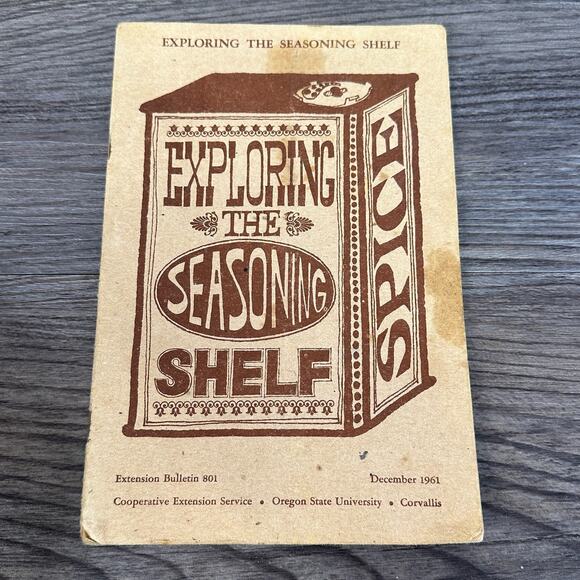 EXPLORING THE SEASONING SHELF
EXPLORING
THE
SEASONING
SHELF
SPICE
Extension Bulletin 801
December 1961
Cooperative Extension Service • Oregon State University • Corvallis